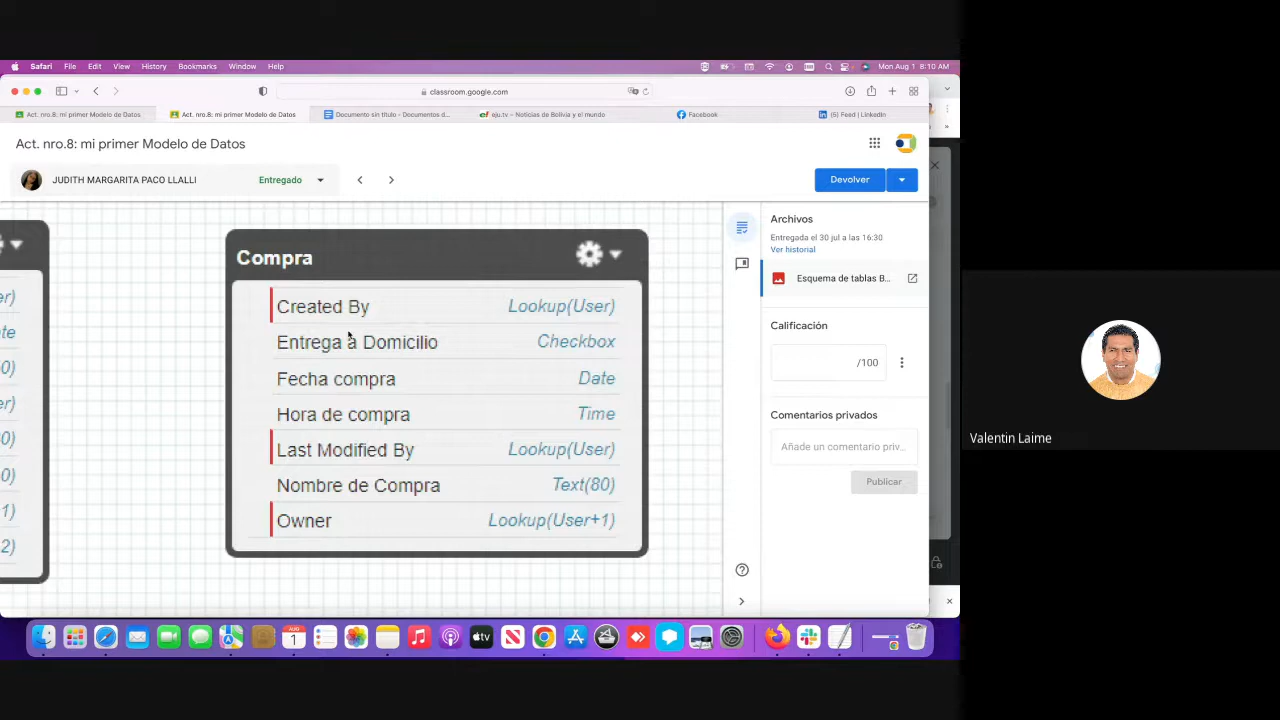 Safari File Edit View History Bookmarks Window Help Mon Aug 1 8:10 AM
classroom.google.com
Act. nro.8: mi primer Modelo de Datos Act. nro.8: mi primer Modelo de Datos Documento sin título - Documentos d... eju.tv – Noticias de Bolivia y el mundo Facebook (5) Feed | LinkedIn
Act. nro.8: mi primer Modelo de Datos
JUDITH MARGARITA PACO LLALLI Entregado Devolver
Compra
Created By Lookup(User)
Entrega a Domicilio Checkbox
Fecha compra Date
Hora de compra Time
Last Modified By Lookup(User)
Nombre de Compra Text(80)
Owner Lookup(User+1)
Archivos
Entregada el 30 jul a las 16:30
Ver historial
Esquema de tablas B...
Calificación
/100
Comentarios privados
Añade un comentario priv...
Publicar
Valentin Laime